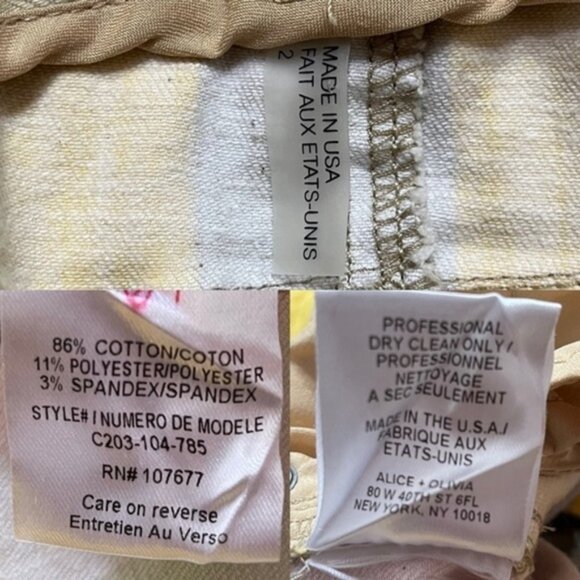 MADE IN USA
FAIT AUX ETATS-UNIS
2
86% COTTON/COTON
11% POLYESTER/POLYESTER
3% SPANDEX/SPANDEX
STYLE# / NUMERO DE MODELE
C203-104-785
RN# 107677
Care on reverse
Entretien Au Verso
PROFESSIONAL
DRY CLEAN ONLY /
PROFESSIONNEL
NETTOYAGE
A SEC SEULEMENT
MADE IN THE U.S.A./
FABRIQUE AUX
ETATS-UNIS
ALICE + OLIVIA
80 W 40TH ST 6FL
NEW YORK, NY 10018